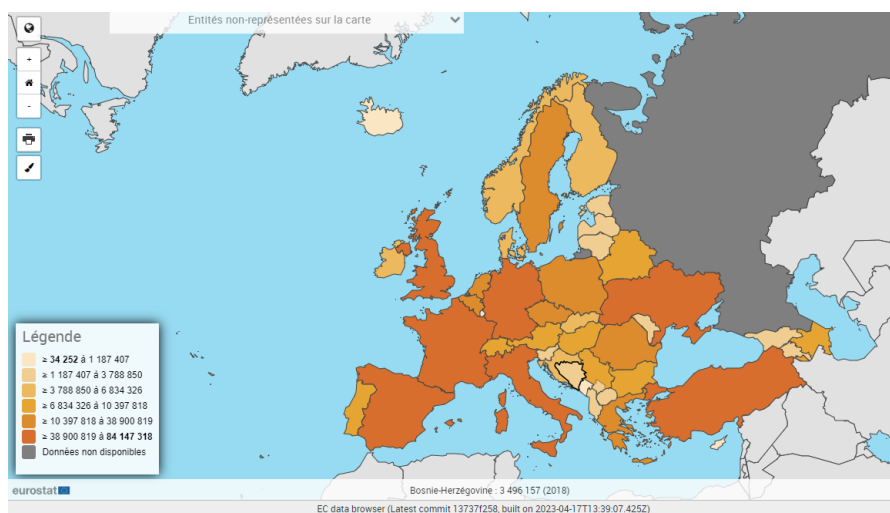 Entités non-représentées sur la carte
+
-
Légende
≥ 34 252 à 1 187 407
≥ 1 187 407 à 3 788 850
≥ 3 788 850 à 6 834 326
≥ 6 834 326 à 10 397 818
≥ 10 397 818 à 38 900 819
≥ 38 900 819 à 84 147 318
Données non disponibles
eurostat
Bosnie-Herzégovine : 3 496 157 (2018)
EC data browser (Latest commit 13737f258, built on 2023-04-17T13:39:07.425Z)